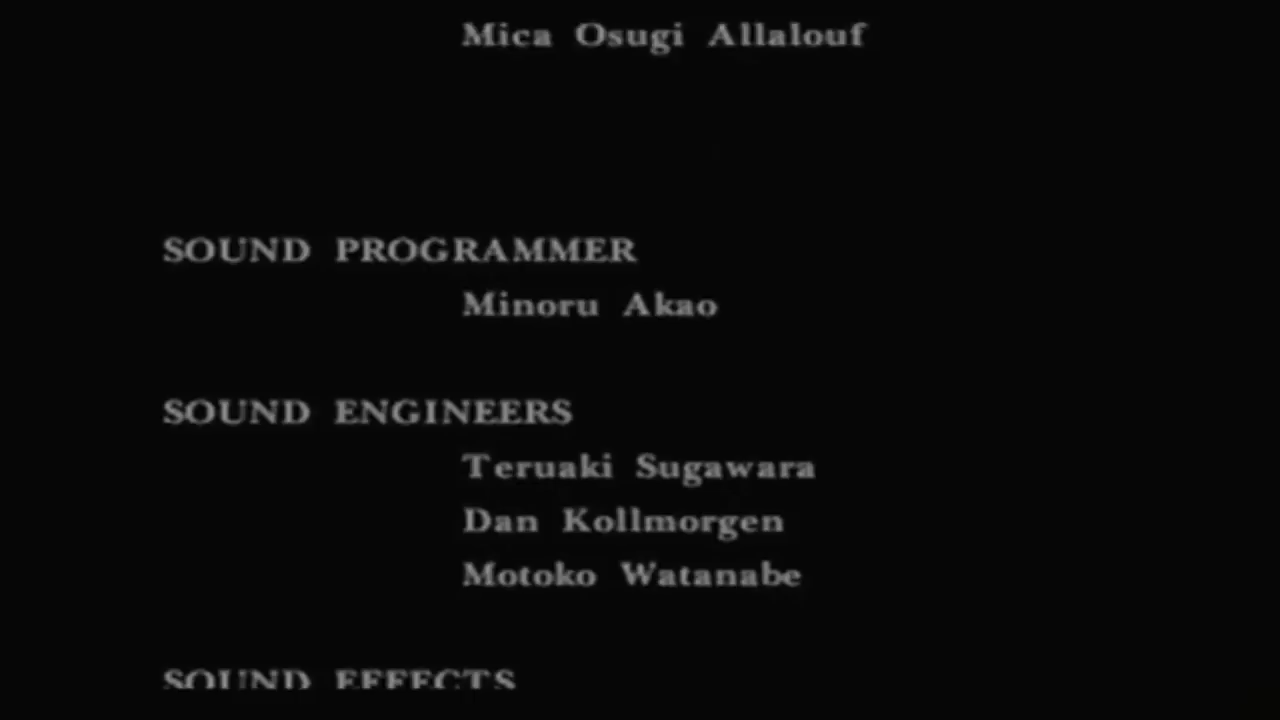 Mica Osugi Allalouf
SOUND PROGRAMMER
Minoru Akao
SOUND ENGINEERS
Teruaki Sugawara
Dan Kollmorgen
Motoko Watanabe
SOUND EFFECTS